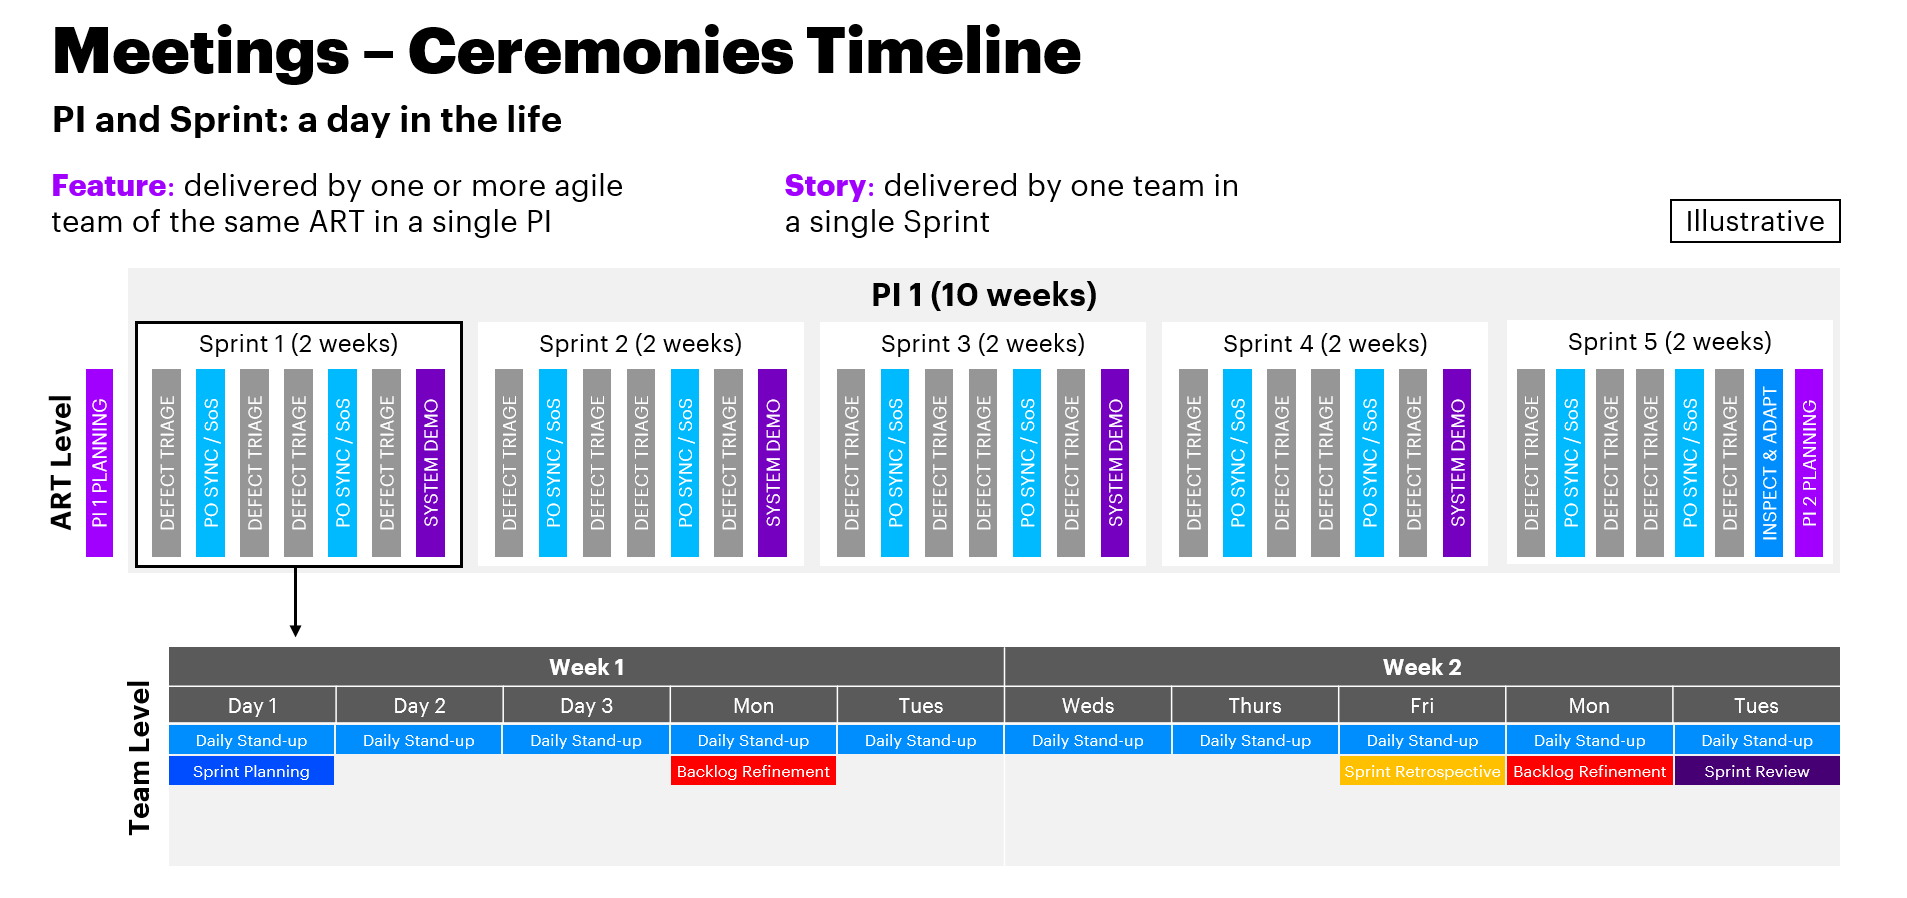 Meetings – Ceremonies Timeline
PI and Sprint: a day in the life
Feature: delivered by one or more agile
team of the same ART in a single PI
Story: delivered by one team in
a single Sprint
Illustrative
PI 1 (10 weeks)
ART Level
PI 1 PLANNING
Sprint 1 (2 weeks)
DEFECT TRIAGE
PO SYNC / SoS
DEFECT TRIAGE
DEFECT TRIAGE
PO SYNC / SoS
DEFECT TRIAGE
SYSTEM DEMO
Sprint 2 (2 weeks)
DEFECT TRIAGE
PO SYNC / SoS
DEFECT TRIAGE
DEFECT TRIAGE
PO SYNC / SoS
DEFECT TRIAGE
SYSTEM DEMO
Sprint 3 (2 weeks)
DEFECT TRIAGE
PO SYNC / SoS
DEFECT TRIAGE
DEFECT TRIAGE
PO SYNC / SoS
DEFECT TRIAGE
SYSTEM DEMO
Sprint 4 (2 weeks)
DEFECT TRIAGE
PO SYNC / SoS
DEFECT TRIAGE
DEFECT TRIAGE
PO SYNC / SoS
DEFECT TRIAGE
SYSTEM DEMO
Sprint 5 (2 weeks)
DEFECT TRIAGE
PO SYNC / SoS
DEFECT TRIAGE
DEFECT TRIAGE
PO SYNC / SoS
DEFECT TRIAGE
INSPECT & ADAPT
PI 2 PLANNING
Team Level
Week 1 Week 2
Day 1 Day 2 Day 3 Mon Tues Weds Thurs Fri Mon Tues
Daily Stand-up Daily Stand-up Daily Stand-up Daily Stand-up Daily Stand-up Daily Stand-up Daily Stand-up Daily Stand-up Daily Stand-up Daily Stand-up
Sprint Planning Backlog Refinement Sprint Retrospective Backlog Refinement Sprint Review